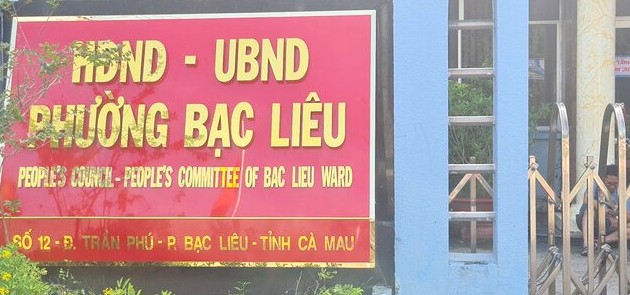 HĐND - UBND
PHƯỜNG BẠC LIÊU
PEOPLE'S COUNCIL - PEOPLE'S COMMITTEE OF BAC LIEU WARD
SỐ 12 - Đ. TRẦN PHÚ - P. BẠC LIÊU - TỈNH CÀ MAU